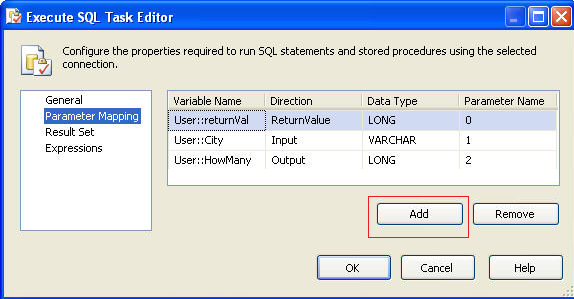 Execute SQL Task Editor
Configure the properties required to run SQL statements and stored procedures using the selected
connection.
General
Parameter Mapping
Result Set
Expressions
Variable Name Direction Data Type Parameter Name
User::returnVal ReturnValue LONG 0
User::City Input VARCHAR 1
User::HowMany Output LONG 2
Add Remove
OK Cancel Help